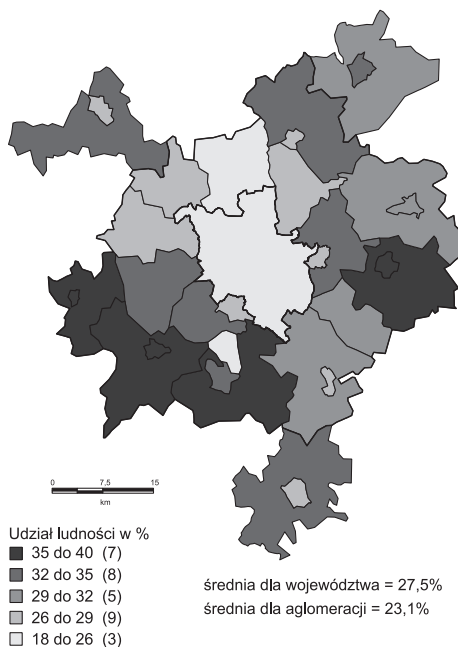 0 7,5 15
km
Udział ludności w %
35 do 40 (7)
32 do 35 (8)
29 do 32 (5)
26 do 29 (9)
18 do 26 (3)
średnia dla województwa = 27,5%
średnia dla aglomeracji = 23,1%